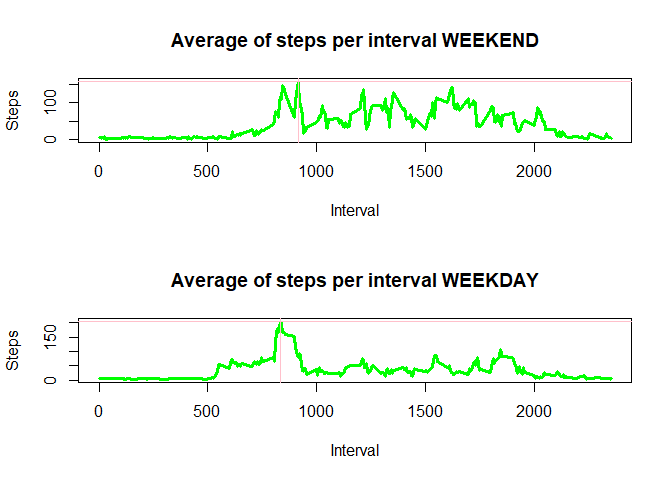 Average of steps per interval WEEKEND
Steps
100
0
0 500 1000 1500 2000
Interval
Average of steps per interval WEEKDAY
Steps
150
0
0 500 1000 1500 2000
Interval